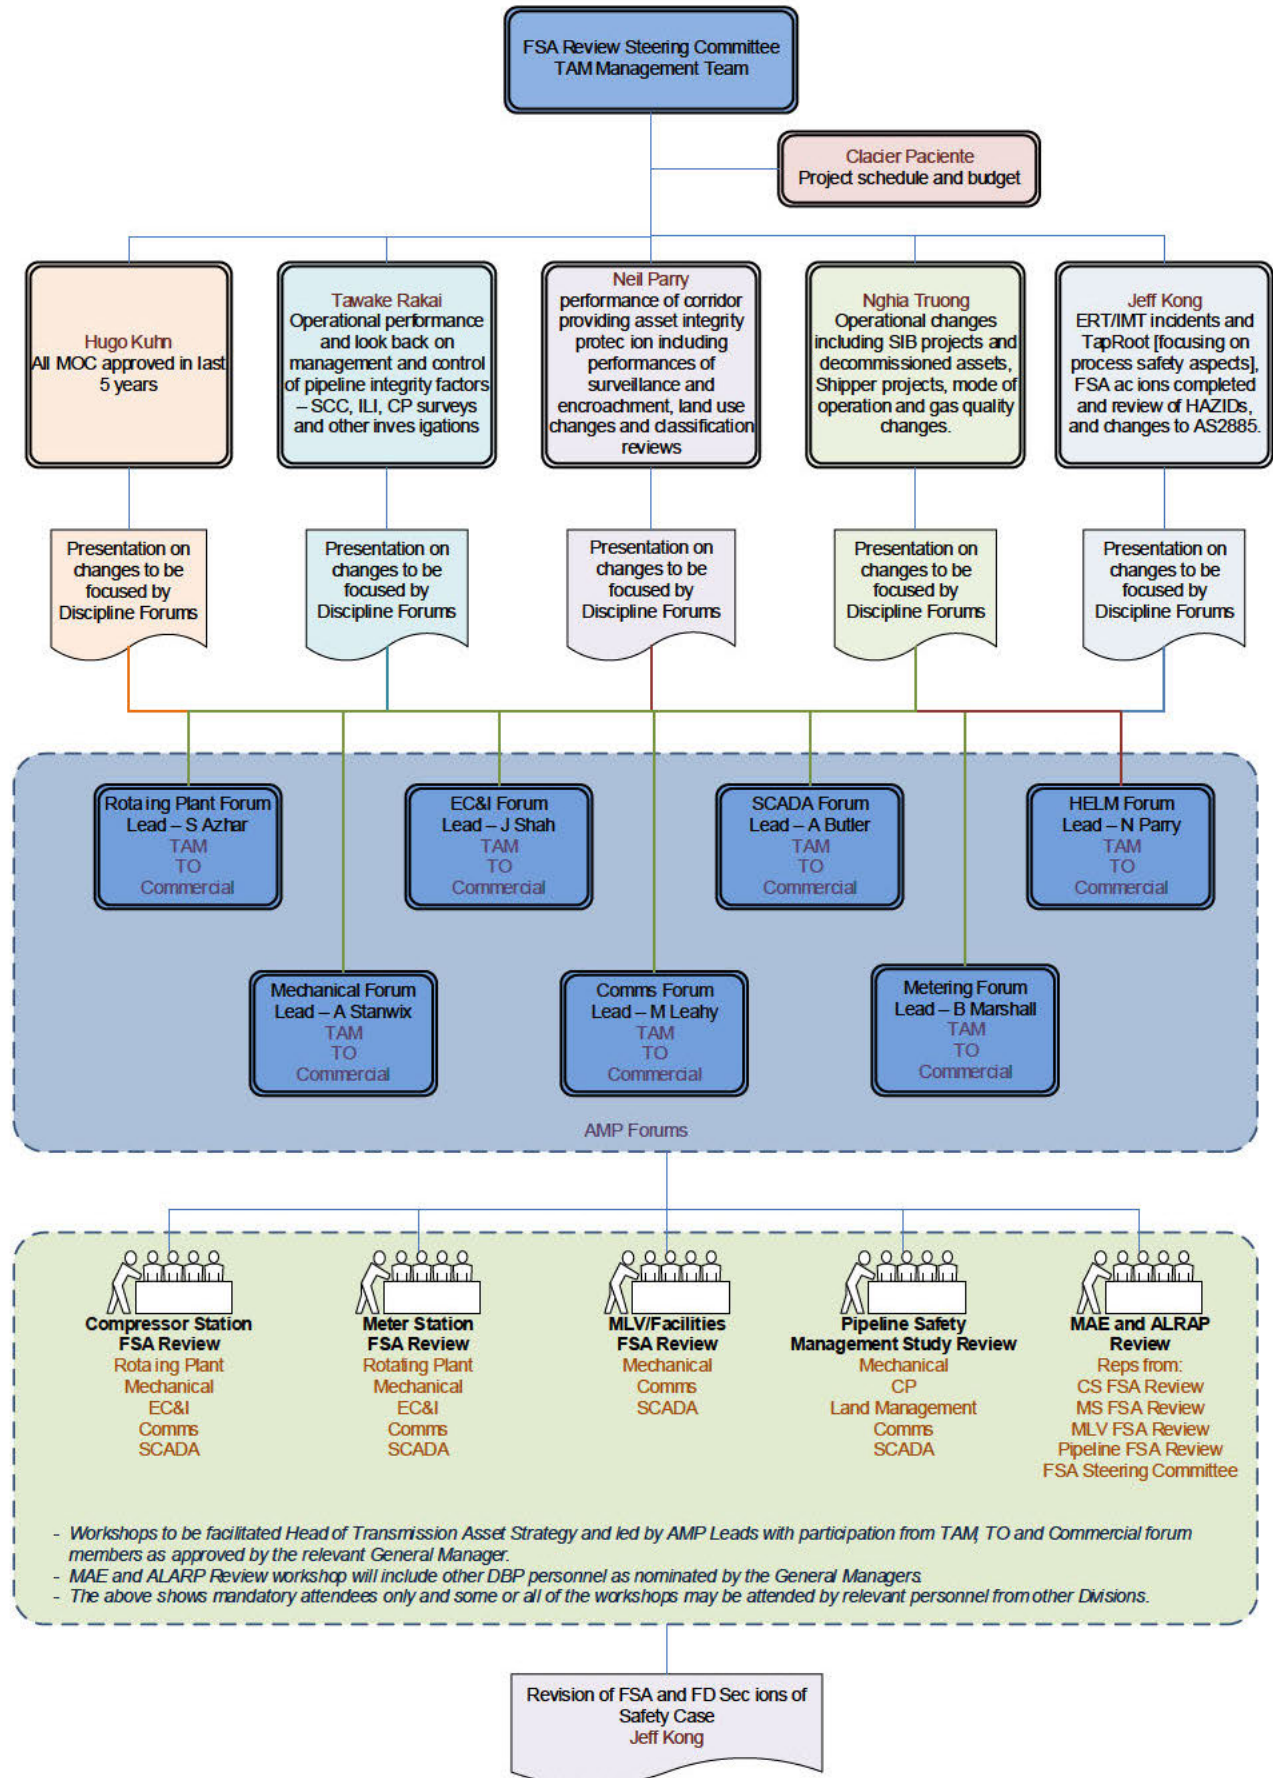 FSA Review Steering Committee
TAM Management Team
Clacier Paciente
Project schedule and budget
Hugo Kuhn
All MOC approved in last
5 years
Tawake Rakai
Operational performance
and look back on
management and control
of pipeline integrity factors
– SCC, ILI, CP surveys
and other inves igations
Neil Parry
performance of corridor
providing asset integrity
protec ion including
performances of
surveillance and
encroachment, land use
changes and classification
reviews
Nghia Truong
Operational changes
including SIB projects and
decommissioned assets,
Shipper projects, mode of
operation and gas quality
changes.
Jeff Kong
ERT/IMT incidents and
TapRoot [focusing on
process safety aspects],
FSA ac ions completed
and review of HAZIDs,
and changes to AS2885.
Presentation on
changes to be
focused by
Discipline Forums
Presentation on
changes to be
focused by
Discipline Forums
Presentation on
changes to be
focused by
Discipline Forums
Presentation on
changes to be
focused by
Discipline Forums
Presentation on
changes to be
focused by
Discipline Forums
Rota ing Plant Forum
Lead – S Azhar
TAM
TO
Commercial
EC&I Forum
Lead – J Shah
TAM
TO
Commercial
SCADA Forum
Lead – A Butler
TAM
TO
Commercial
HELM Forum
Lead – N Parry
TAM
TO
Commercial
Mechanical Forum
Lead – A Stanwix
TAM
TO
Commercial
Comms Forum
Lead – M Leahy
TAM
TO
Commercial
Metering Forum
Lead – B Marshall
TAM
TO
Commercial
AMP Forums
Compressor Station
FSA Review
Rota ing Plant
Mechanical
EC&I
Comms
SCADA
Meter Station
FSA Review
Rotating Plant
Mechanical
EC&I
Comms
SCADA
MLV/Facilities
FSA Review
Mechanical
Comms
SCADA
Pipeline Safety
Management Study Review
Mechanical
CP
Land Management
Comms
SCADA
MAE and ALRAP
Review
Reps from:
CS FSA Review
MS FSA Review
MLV FSA Review
Pipeline FSA Review
FSA Steering Committee
- Workshops to be facilitated Head of Transmission Asset Strategy and led by AMP Leads with participation from TAM, TO and Commercial forum
members as approved by the relevant General Manager.
- MAE and ALARP Review workshop will include other DBP personnel as nominated by the General Managers.
- The above shows mandatory attendees only and some or all of the workshops may be attended by relevant personnel from other Divisions.
Revision of FSA and FD Sec ions of
Safety Case
Jeff Kong